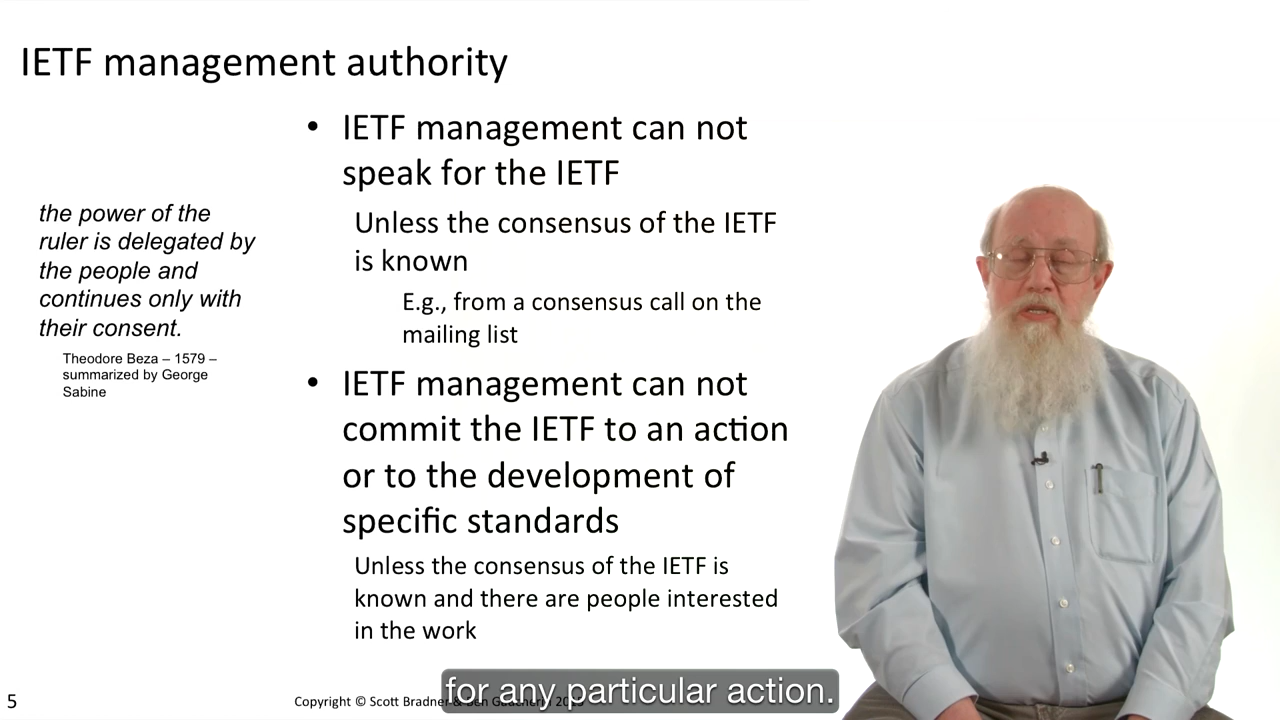 IETF management authority
the power of the
ruler is delegated by
the people and
continues only with
their consent.
Theodore Beza – 1579 –
summarized by George
Sabine
• IETF management can not
speak for the IETF
Unless the consensus of the IETF
is known
E.g., from a consensus call on the
mailing list
• IETF management can not
commit the IETF to an action
or to the development of
specific standards
Unless the consensus of the IETF is
known and there are people interested
in the work
for any particular action.
5
Copyright © Scott Bradner &